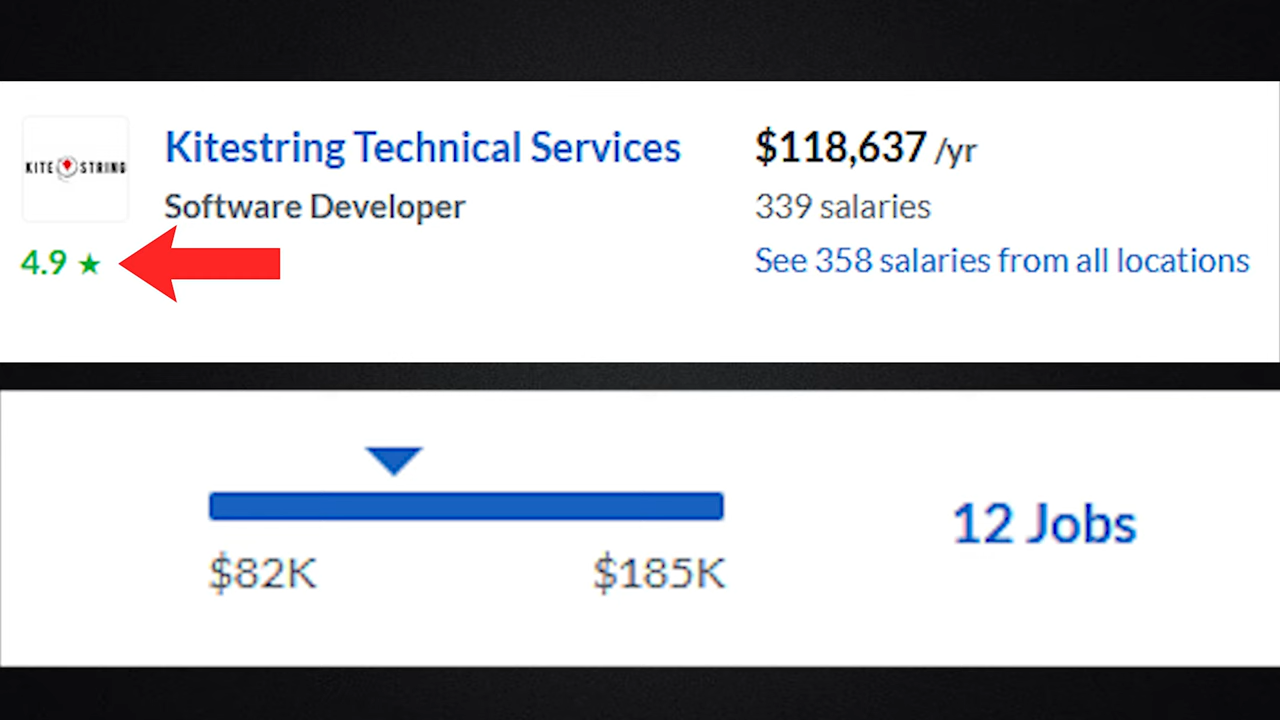 KITE STRING
Kitestring Technical Services
Software Developer
4.9 ★
$118,637 /yr
339 salaries
See 358 salaries from all locations
$82K
$185K
12 Jobs